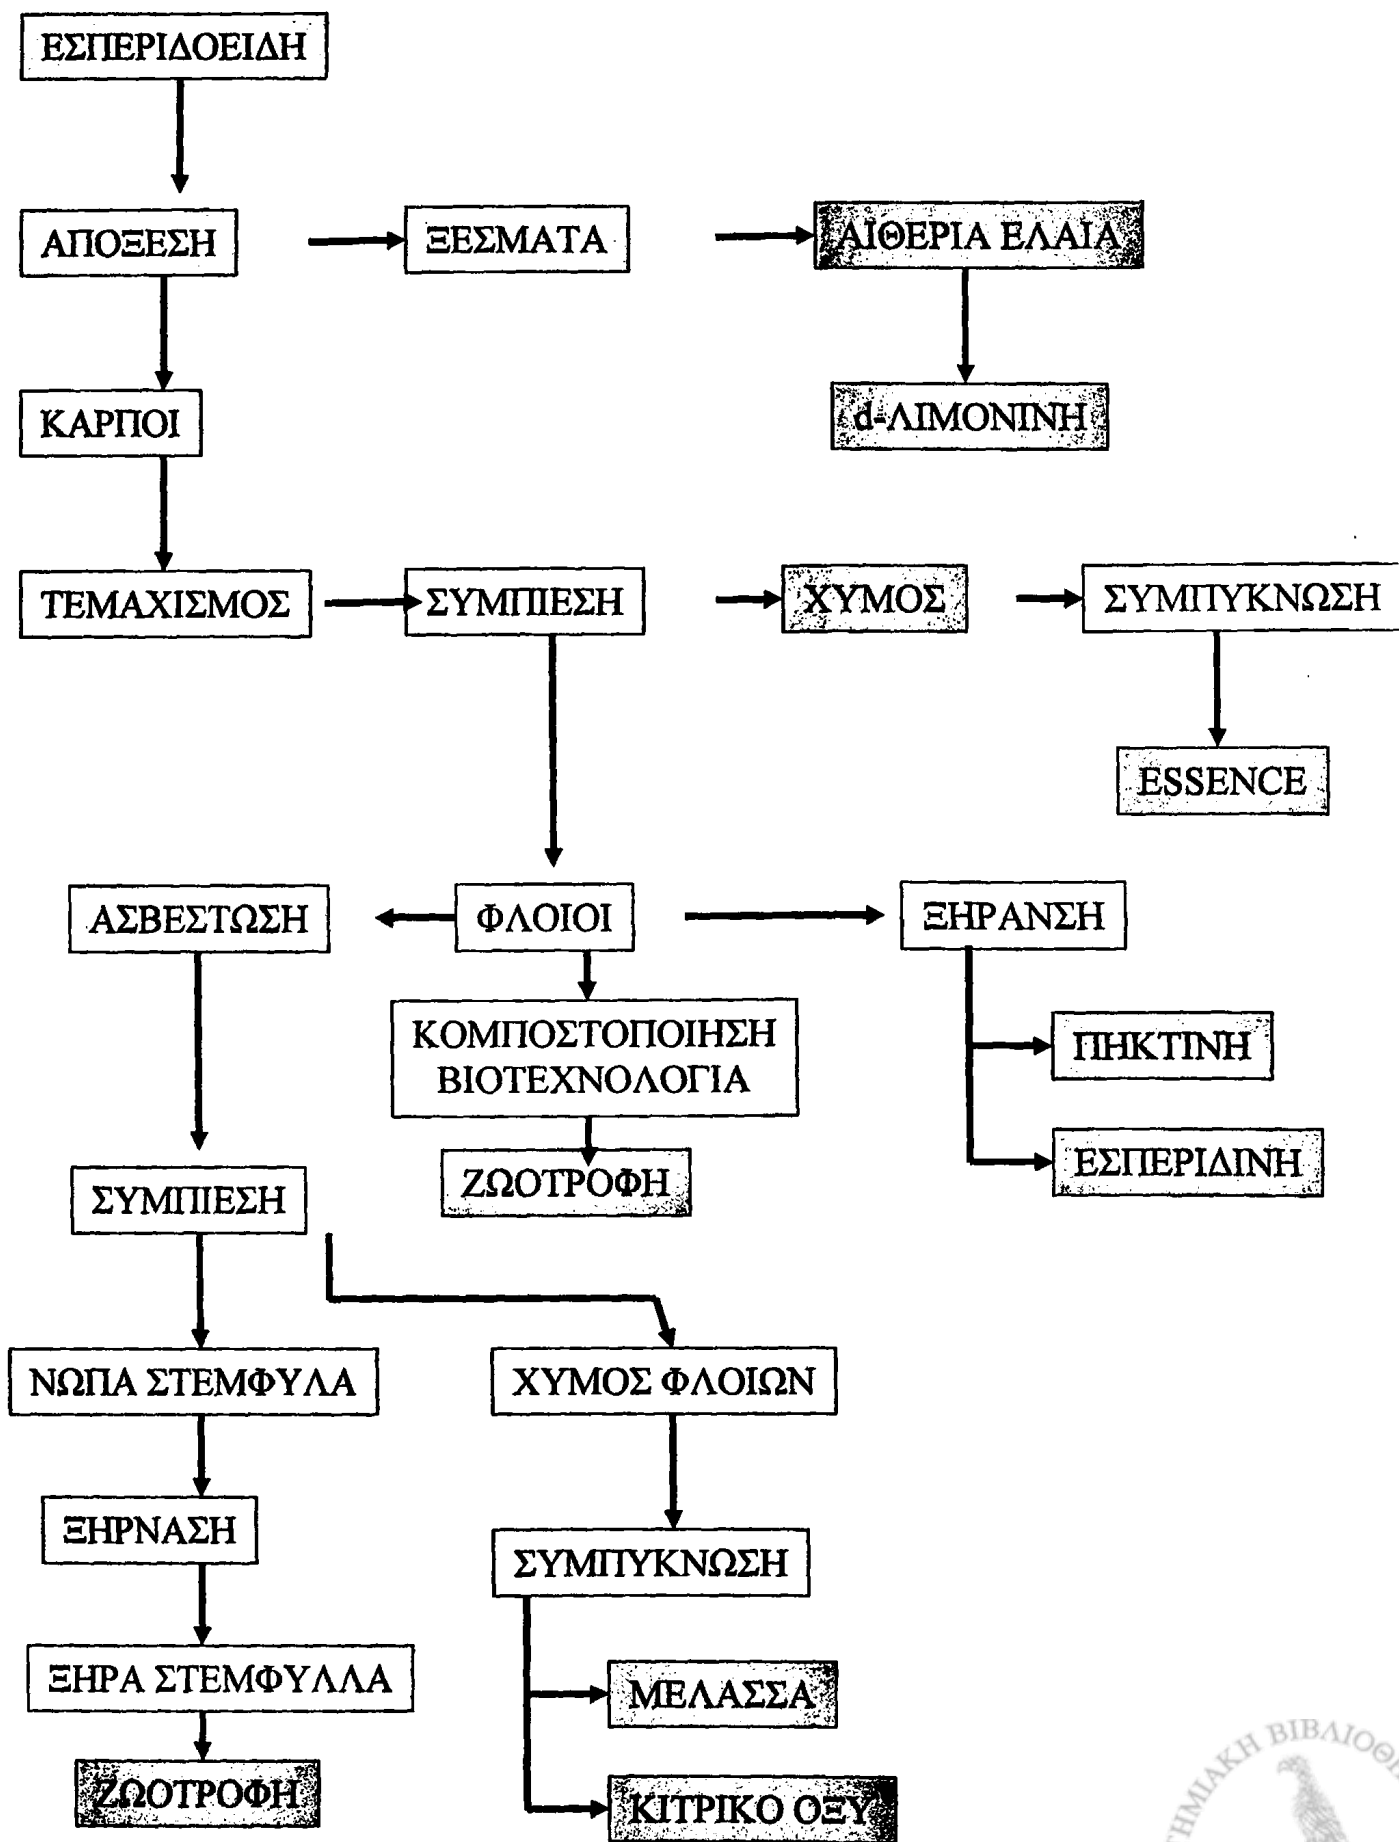 ΕΣΠΕΡΙΔΟΕΙΔΗ
ΑΠΟΞΕΣΗ
ΞΕΣΜΑΤΑ
ΑΙΘΕΡΙΑ ΕΛΑΙΑ
ΚΑΡΠΟΙ
d-ΛΙΜΟΝΙΝΗ
ΤΕΜΑΧΙΣΜΟΣ
ΣΥΜΠΙΕΣΗ
ΧΥΜΟΣ
ΣΥΜΠΥΚΝΩΣΗ
ESSENCE
ΑΣΒΕΣΤΩΣΗ
ΦΛΟΙΟΙ
ΞΗΡΑΝΣΗ
ΚΟΜΠΟΣΤΟΠΟΙΗΣΗ
ΒΙΟΤΕΧΝΟΛΟΓΙΑ
ΠΗΚΤΙΝΗ
ΖΩΟΤΡΟΦΗ
ΕΣΠΕΡΙΔΙΝΗ
ΣΥΜΠΙΕΣΗ
ΝΩΠΑ ΣΤΕΜΦΥΛΑ
ΧΥΜΟΣ ΦΛΟΙΩΝ
ΞΗΡΝΑΣΗ
ΣΥΜΠΥΚΝΩΣΗ
ΞΗΡΑ ΣΤΕΜΦΥΛΛΑ
ΜΕΛΑΣΣΑ
ΖΩΟΤΡΟΦΗ
ΚΙΤΡΙΚΟ ΟΞΥ